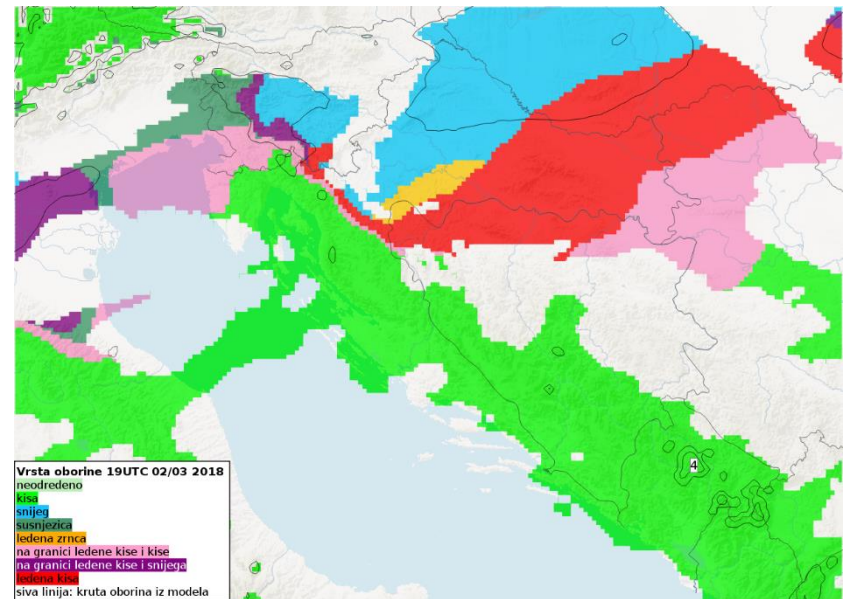 4
Vrsta oborine 19UTC 02/03 2018
neodredeno
kisa
snijeg
susnjezica
ledena zrnca
na granici ledene kise i kise
na granici ledene kise i snijega
ledena kisa
siva linija: kruta oborina iz modela